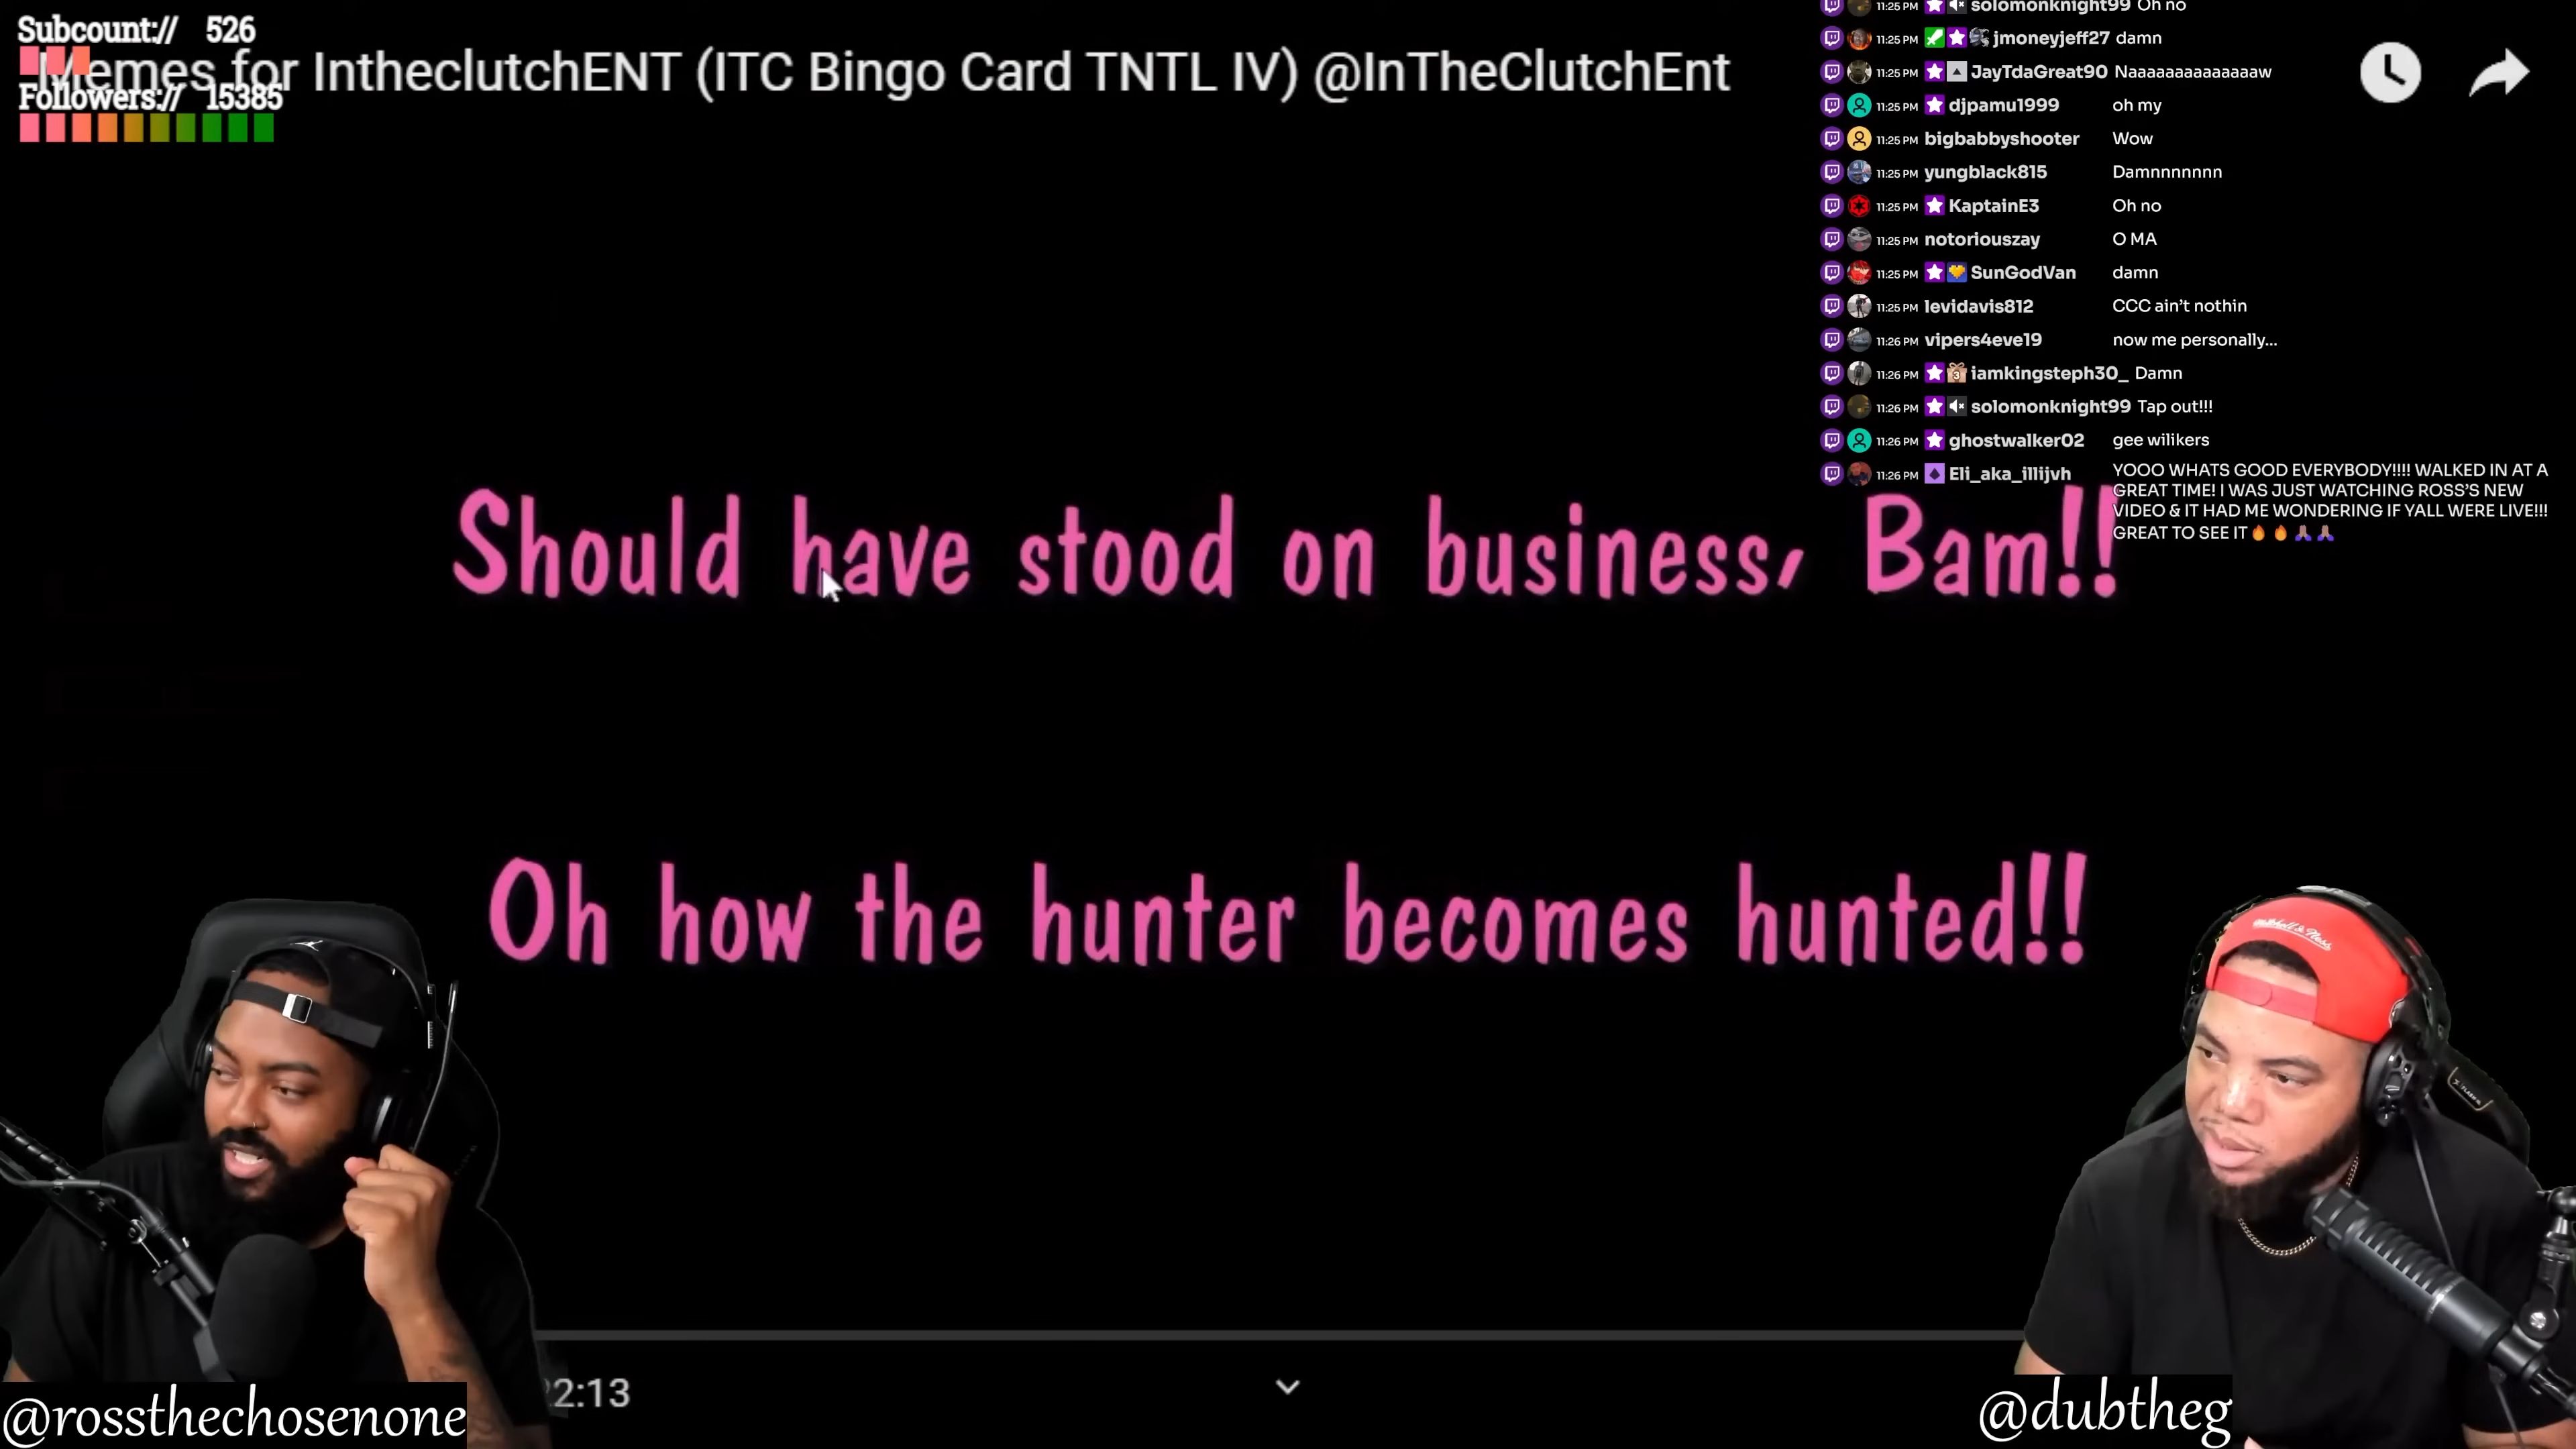 Subcount:// 526
Memes for IntheclutchENT (ITC Bingo Card TNTL IV) @InTheClutchEnt
Followers:// 15385
11:25 PM solomonknight99 Oh no
11:25 PM jmoneyjeff27 damn
11:25 PM JayTdaGreat90 Naaaaaaaaaaaaaaw
11:25 PM djpamu1999 oh my
11:25 PM bigbabbyshooter Wow
11:25 PM yungblack815 Damnnnnnnn
11:25 PM KaptainE3 Oh no
11:25 PM notoriouszay O MA
11:25 PM SunGodVan damn
11:25 PM levidavis812 CCC ain't nothin
11:26 PM vipers4eve19 now me personally...
11:26 PM iamkingsteph30_ Damn
11:26 PM solomonknight99 Tap out!!!
11:26 PM ghostwalker02 gee wilikers
11:26 PM Eli_aka_illijvh YOOO WHATS GOOD EVERYBODY!!!! WALKED IN AT A
GREAT TIME! I WAS JUST WATCHING ROSS'S NEW
VIDEO & IT HAD ME WONDERING IF YALL WERE LIVE!!!
GREAT TO SEE IT🔥🔥🙏🏽🙏🏽
Should have stood on business, Bam!!
Oh how the hunter becomes hunted!!
Mitchell & Ness
2:13
@rossthechosenone
@dubtheg